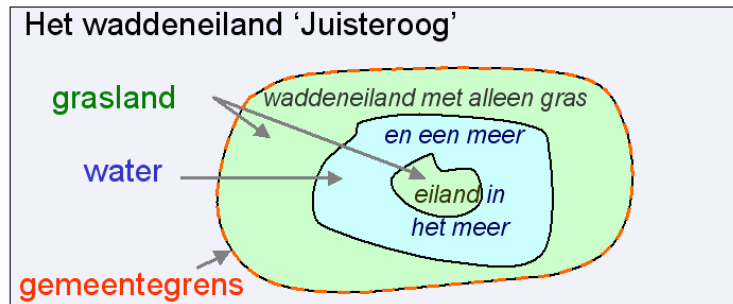 Het waddeneiland ‘Juisteroog’
grasland
waddeneiland met alleen gras
en een meer
water
eiland in
het meer
gemeentegrens